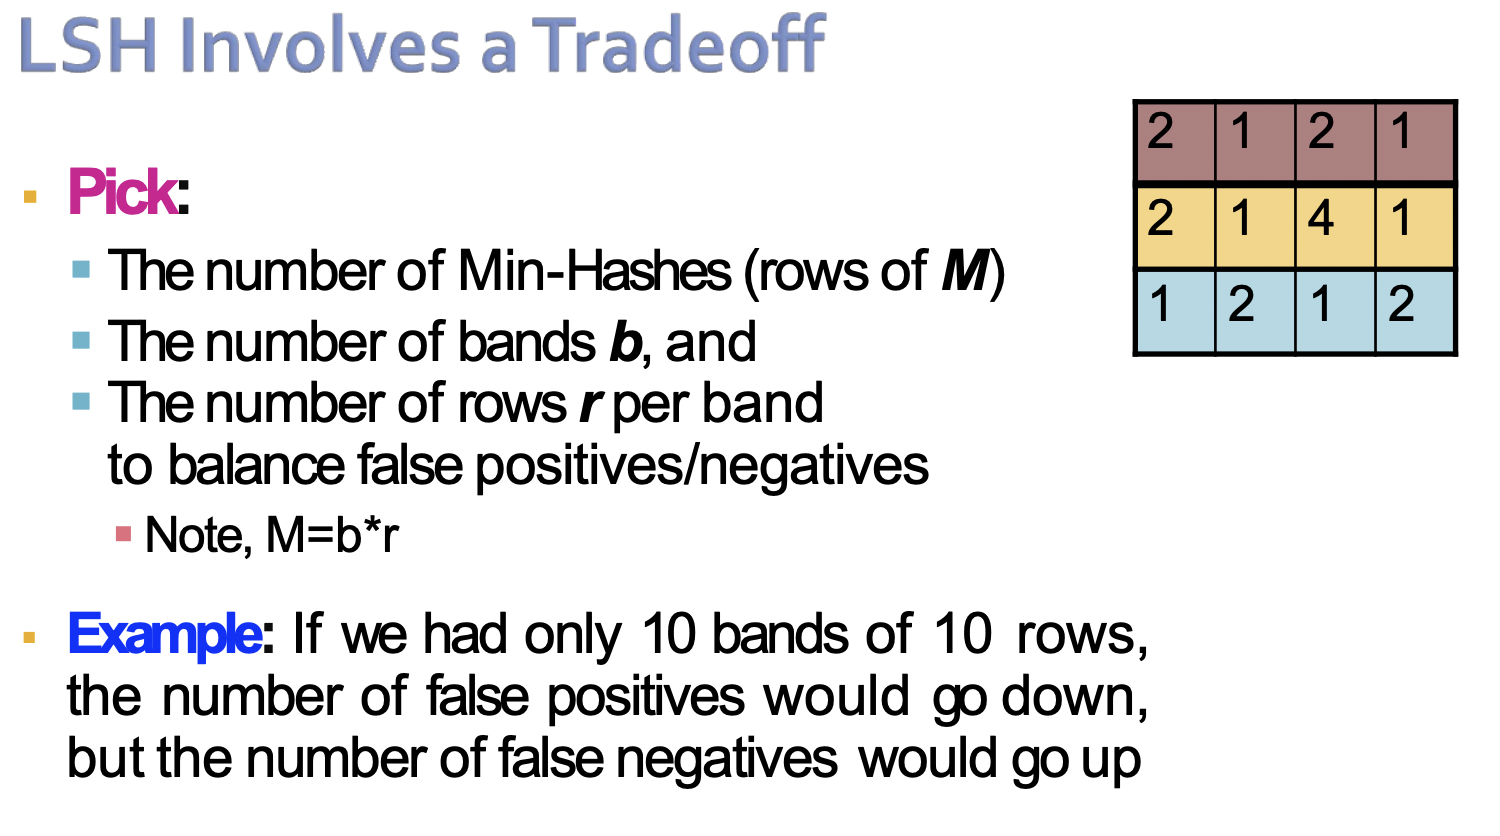 LSH Involves a Tradeoff
Pick:
The number of Min-Hashes (rows of M)
The number of bands b, and
The number of rows r per band
to balance false positives/negatives
Note, M=b*r
Example: If we had only 10 bands of 10 rows,
the number of false positives would go down,
but the number of false negatives would go up
2 1 2 1
2 1 4 1
1 2 1 2